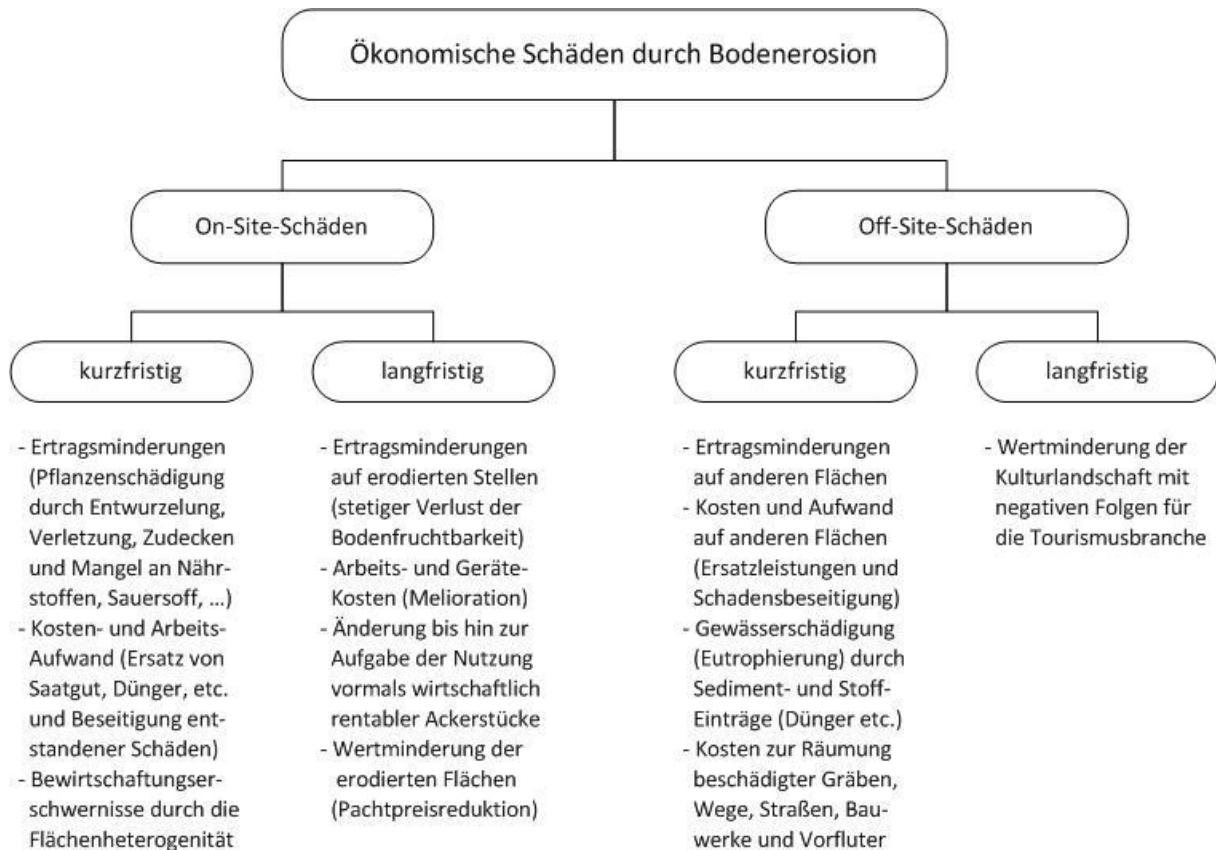 Ökonomische Schäden durch Bodenerosion
On-Site-Schäden
Off-Site-Schäden
kurzfristig
langfristig
kurzfristig
langfristig
- Ertragsminderungen
(Pflanzenschädigung
durch Entwurzelung,
Verletzung, Zudecken
und Mangel an Nähr-
stoffen, Sauersoff, ...)
- Kosten- und Arbeits-
Aufwand (Ersatz von
Saatgut, Dünger, etc.
und Beseitigung ent-
standener Schäden)
- Bewirtschaftungser-
schwernisse durch die
Flächenheterogenität
- Ertragsminderungen
auf erodierten Stellen
(stetiger Verlust der
Bodenfruchtbarkeit)
- Arbeits- und Geräte-
Kosten (Melioration)
- Änderung bis hin zur
Aufgabe der Nutzung
vormals wirtschaftlich
rentabler Ackerstücke
- Wertminderung der
erodierten Flächen
(Pachtpreisreduktion)
- Ertragsminderungen
auf anderen Flächen
- Kosten und Aufwand
auf anderen Flächen
(Ersatzleistungen und
Schadensbeseitigung)
- Gewässerschädigung
(Eutrophierung) durch
Sediment- und Stoff-
Einträge (Dünger etc.)
- Kosten zur Räumung
beschädigter Gräben,
Wege, Straßen, Bau-
werke und Vorfluter
- Wertminderung der
Kulturlandschaft mit
negativen Folgen für
die Tourismusbranche